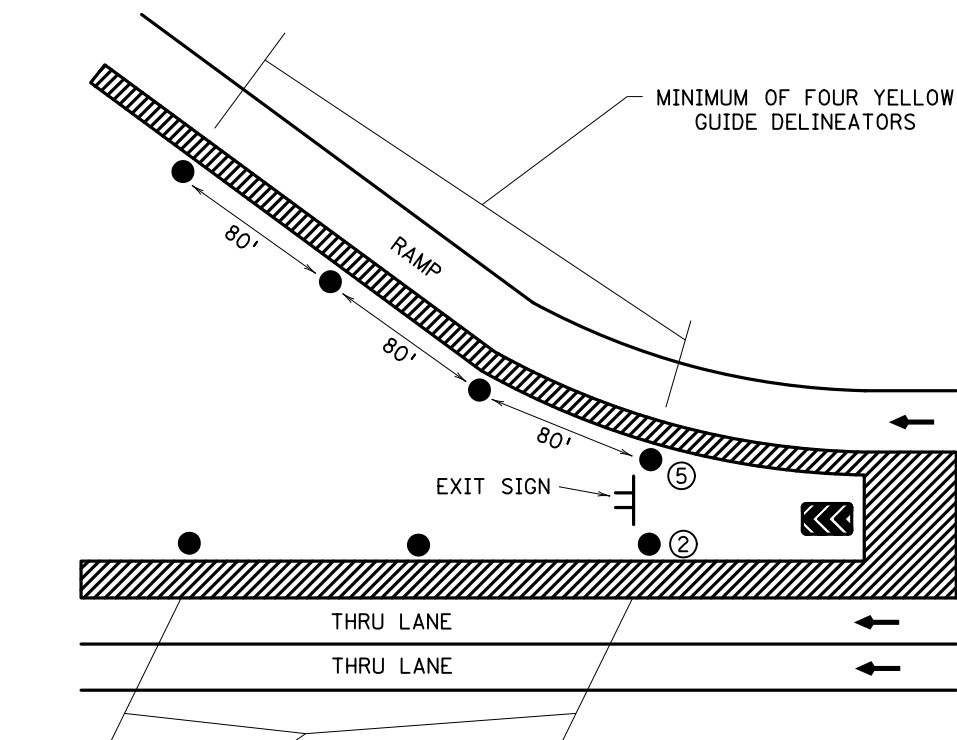 MINIMUM OF FOUR YELLOW
GUIDE DELINEATORS
80'
RAMP
80'
80'
EXIT SIGN
5
2
THRU LANE
THRU LANE